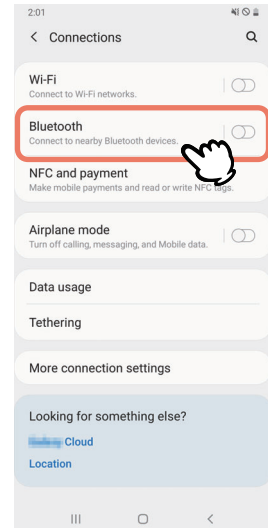 2:01
Connections
Wi-Fi
Connect to Wi-Fi networks.
Bluetooth
Connect to nearby Bluetooth devices.
NFC and payment
Make mobile payments and read or write NFC tags.
Airplane mode
Turn off calling, messaging, and Mobile data.
Data usage
Tethering
More connection settings
Looking for something else?
Cloud
Location